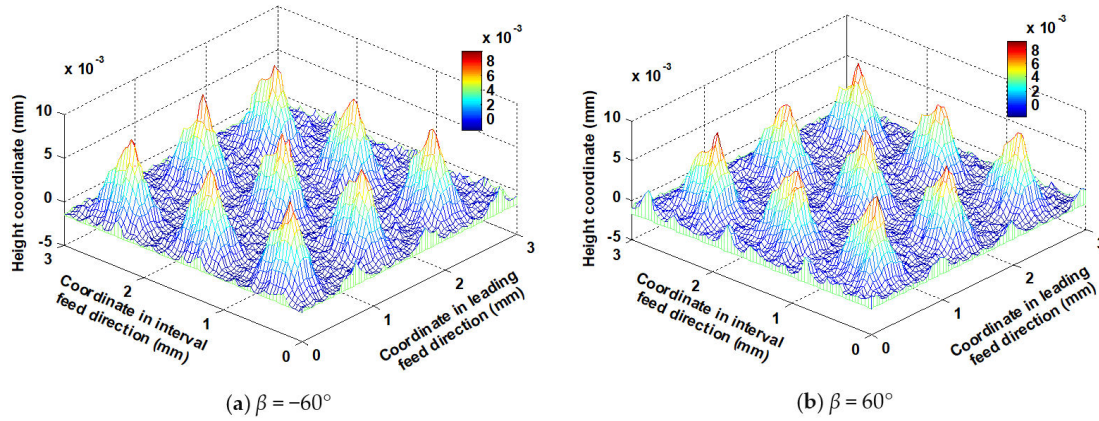 x 10⁻³
x 10⁻³
8
6
4
2
0
10
5
0
-5
Height coordinate (mm)
3
2
1
0
Coordinate in interval
feed direction (mm)
0
1
2
3
Coordinate in leading
feed direction (mm)
(a) β = −60°
x 10⁻³
x 10⁻³
8
6
4
2
0
10
5
0
-5
Height coordinate (mm)
3
2
1
0
Coordinate in interval
feed direction (mm)
0
1
2
3
Coordinate in leading
feed direction (mm)
(b) β = 60°